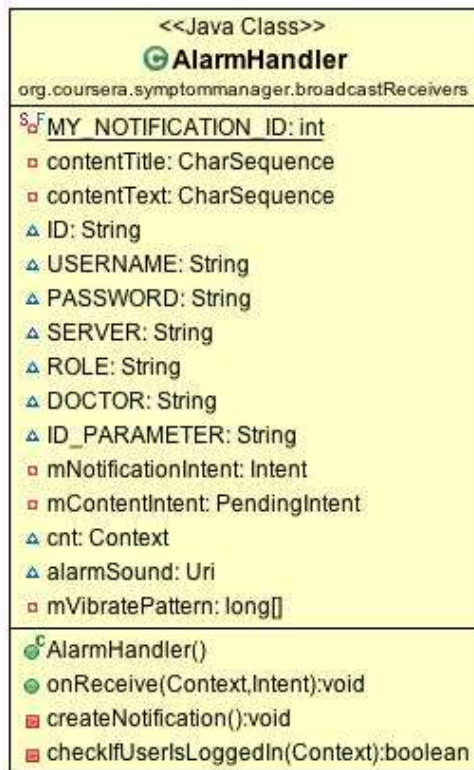 <<Java Class>>
C AlarmHandler
org.coursera.symptommanager.broadcastReceivers
S F MY_NOTIFICATION_ID: int
contentTitle: CharSequence
contentText: CharSequence
ID: String
USERNAME: String
PASSWORD: String
SERVER: String
ROLE: String
DOCTOR: String
ID_PARAMETER: String
mNotificationIntent: Intent
mContentIntent: PendingIntent
cnt: Context
alarmSound: Uri
mVibratePattern: long[]
C AlarmHandler()
onReceive(Context,Intent):void
createNotification():void
checkIfUserIsLoggedIn(Context):boolean